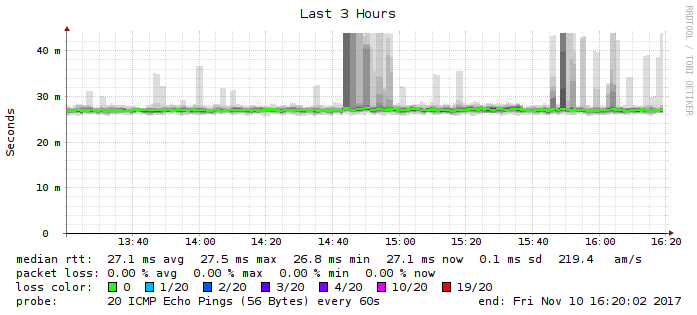 Last 3 Hours
RRDTOOL / TOBI OETIKER
Seconds
40 m
30 m
20 m
10 m
0
13:40 14:00 14:20 14:40 15:00 15:20 15:40 16:00 16:20
median rtt: 27.1 ms avg 27.5 ms max 26.8 ms min 27.1 ms now 0.1 ms sd 219.4 am/s
packet loss: 0.00 % avg 0.00 % max 0.00 % min 0.00 % now
loss color: 0 1/20 2/20 3/20 4/20 10/20 19/20
probe: 20 ICMP Echo Pings (56 Bytes) every 60s end: Fri Nov 10 16:20:02 2017